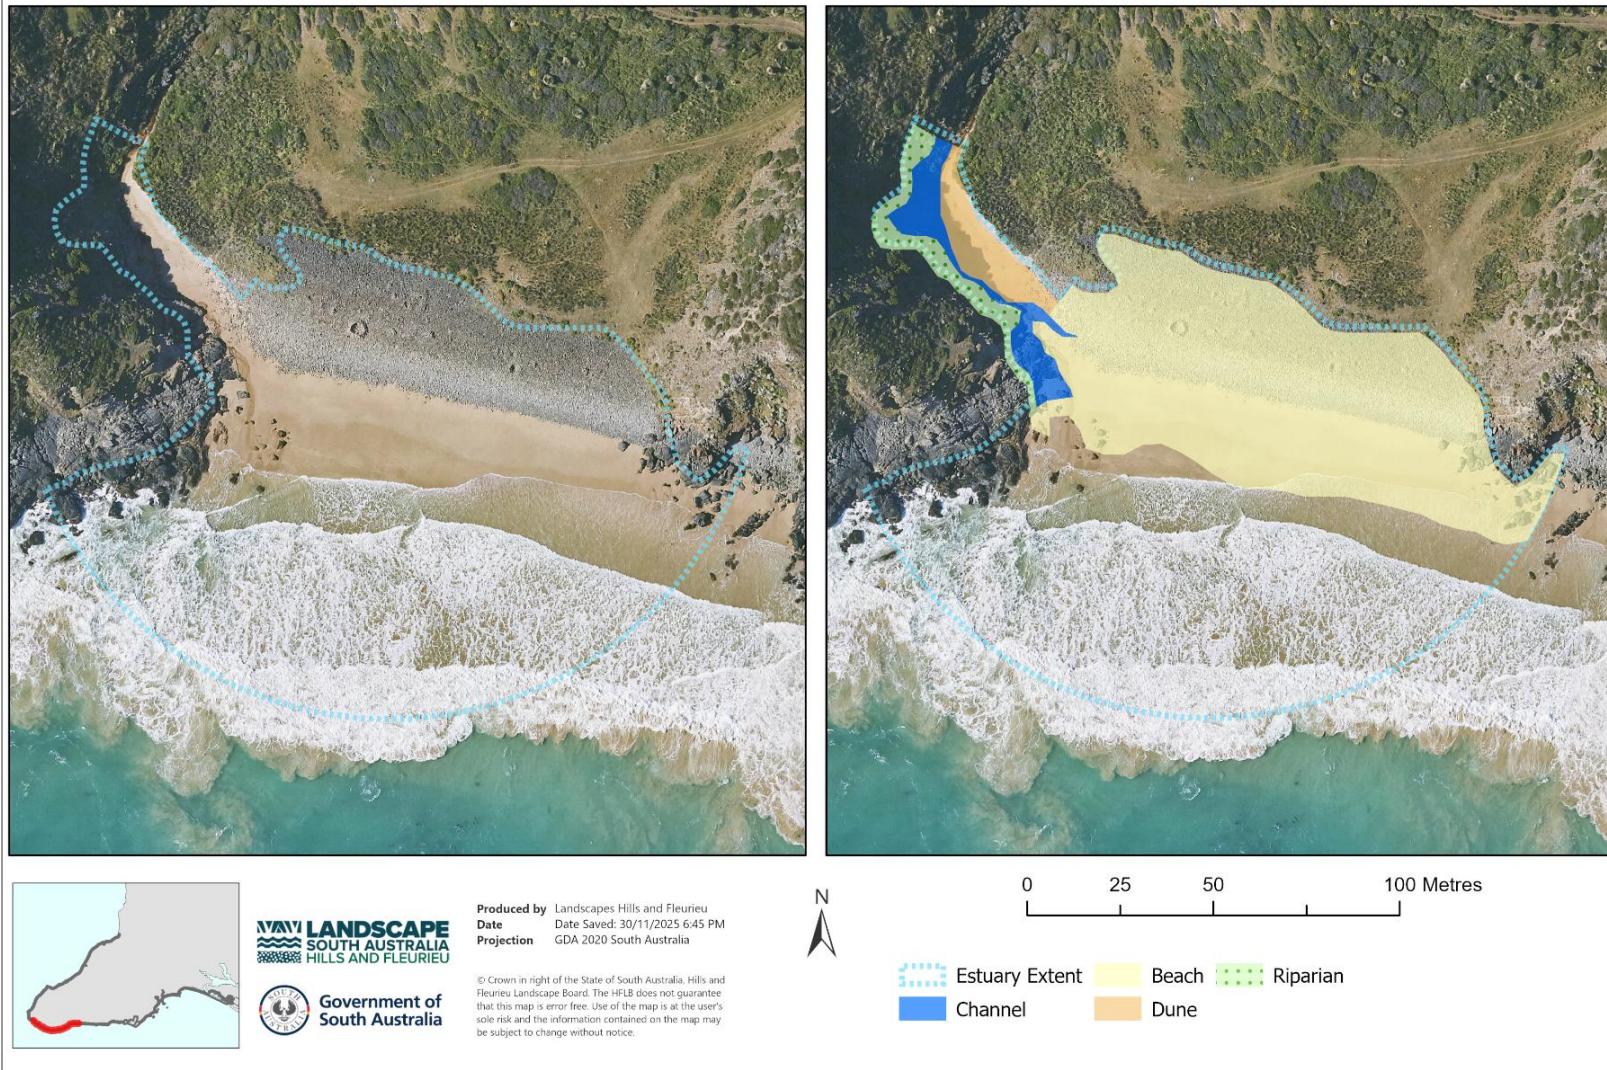 0 25 50 100 Metres
N
LANDSCAPE
SOUTH AUSTRALIA
HILLS AND FLEURIEU
SOUTH AUSTRALIA
Government of
South Australia
Produced by Landscapes Hills and Fleurieu
Date Date Saved: 30/11/2025 6:45 PM
Projection GDA 2020 South Australia
© Crown in right of the State of South Australia, Hills and
Fleurieu Landscape Board. The HFLB does not guarantee
that this map is error free. Use of the map is at the user's
sole risk and the information contained on the map may
be subject to change without notice.
Estuary Extent Beach Riparian
Channel Dune